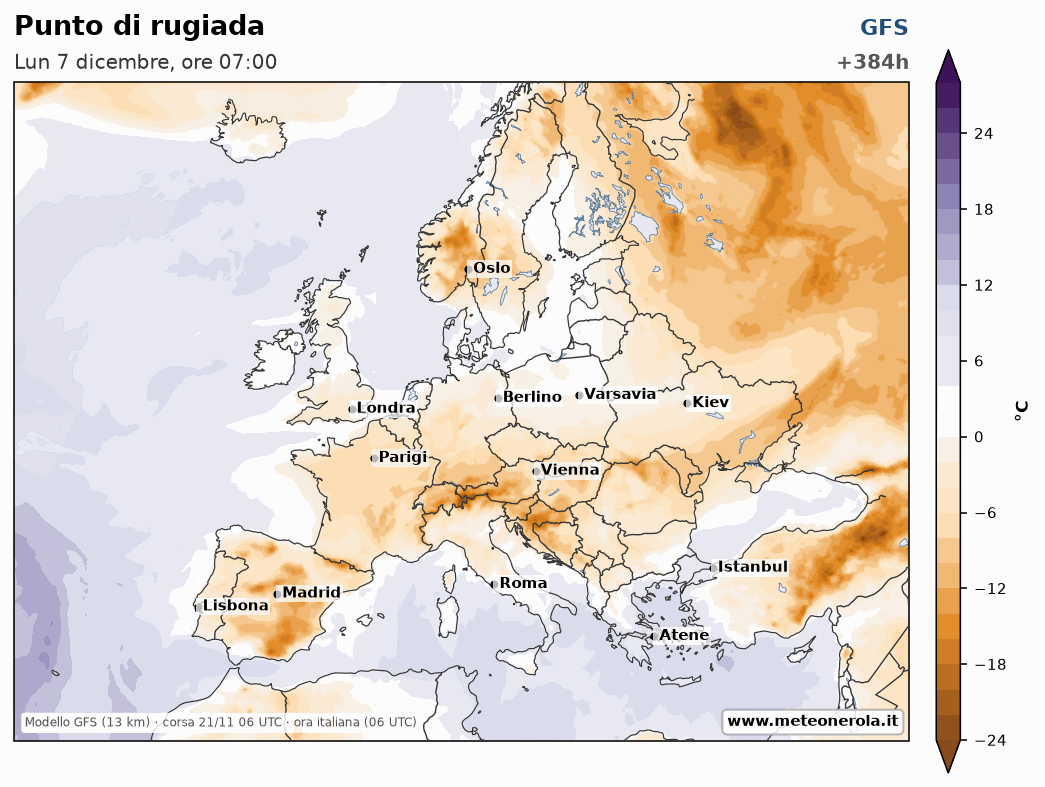 Punto di rugiada
GFS
Lun 7 dicembre, ore 07:00
+384h
Oslo
Berlino
Varsavia
Kiev
Londra
Parigi
Vienna
Istanbul
Roma
Madrid
Lisbona
Atene
Modello GFS (13 km) · corsa 21/11 06 UTC · ora italiana (06 UTC)
www.meteonerola.it
24
18
12
6
0
−6
−12
−18
−24
°C